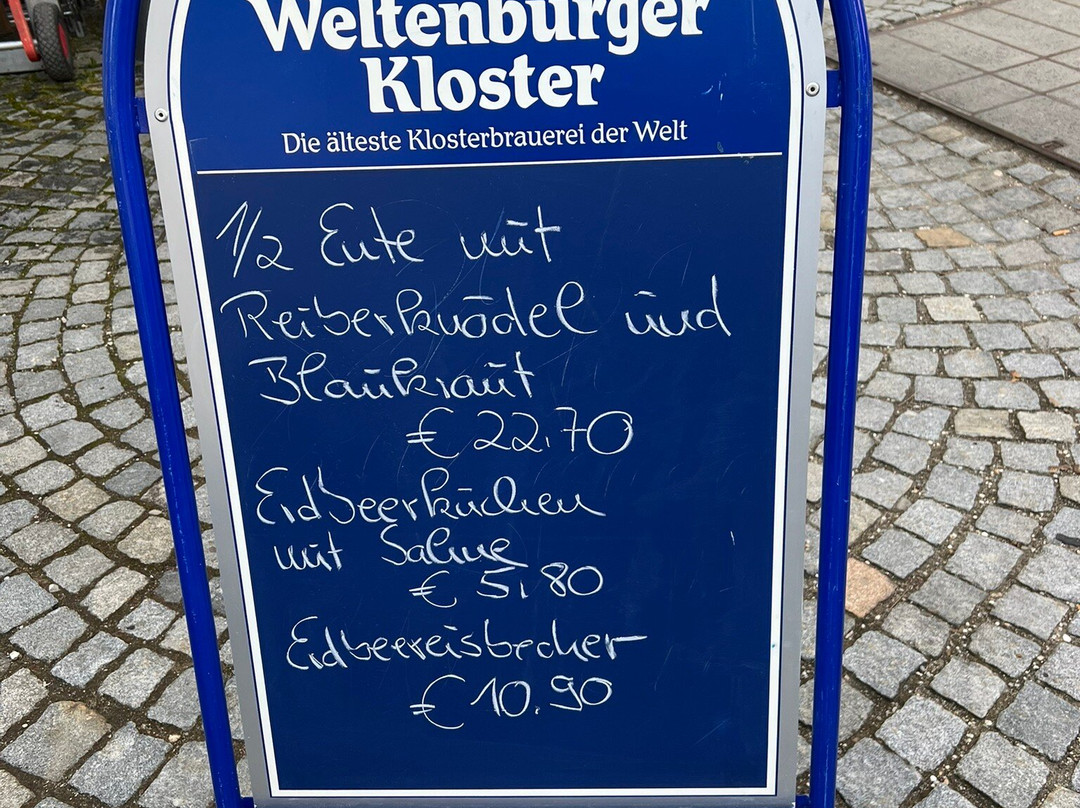 Weltenburger
Kloster
Die älteste Klosterbrauerei der Welt
1/2 Ente mit
Reiberknödel und
Blaukraut
€ 22,70
Erdbeerkuchen
mit Sahne
€ 5,80
Erdbeereisbecher
€ 10.90